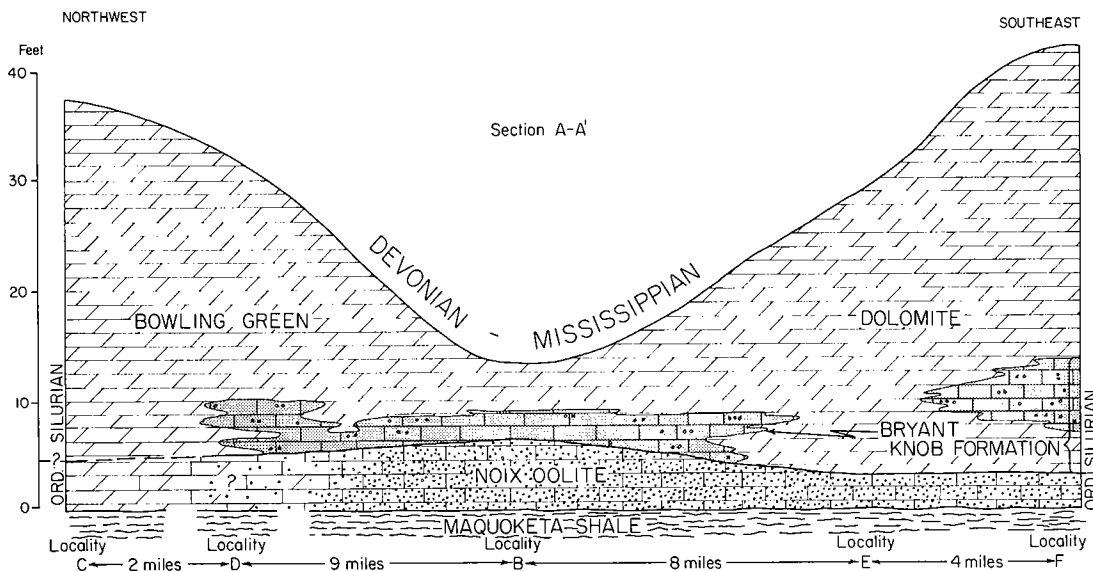 NORTHWEST
SOUTHEAST
Feet
40
Section A-A'
30
DEVONIAN - MISSISSIPPIAN
20
BOWLING GREEN
DOLOMITE
10
BRYANT
KNOB FORMATION
ORD. ? SILURIAN
ORD. SILURIAN
?
NOIX OOLITE
0
MAQUOKETA SHALE
Locality Locality Locality Locality Locality
C 2 miles D 9 miles B 8 miles E 4 miles F